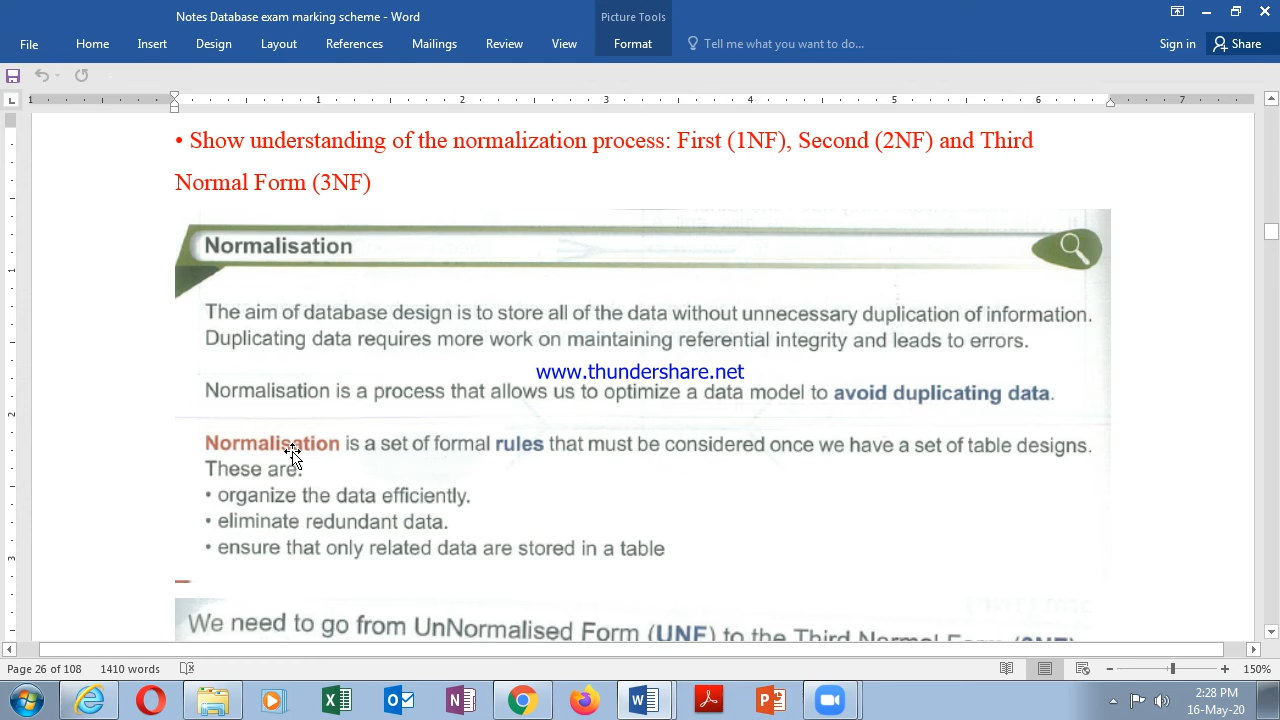 Notes Database exam marking scheme - Word
Picture Tools
File Home Insert Design Layout References Mailings Review View Format Tell me what you want to do... Sign in Share
1 1 2 3 4 5 6 7
• Show understanding of the normalization process: First (1NF), Second (2NF) and Third
Normal Form (3NF)
Normalisation
The aim of database design is to store all of the data without unnecessary duplication of information.
Duplicating data requires more work on maintaining referential integrity and leads to errors.
www.thundershare.net
Normalisation is a process that allows us to optimize a data model to avoid duplicating data.
Normalisation is a set of formal rules that must be considered once we have a set of table designs.
These are:
• organize the data efficiently.
• eliminate redundant data.
• ensure that only related data are stored in a table
We need to go from UnNormalised Form (UNF) to the Third Normal Form (3NF)
Page 26 of 108 1410 words 150%
2:28 PM
16-May-20